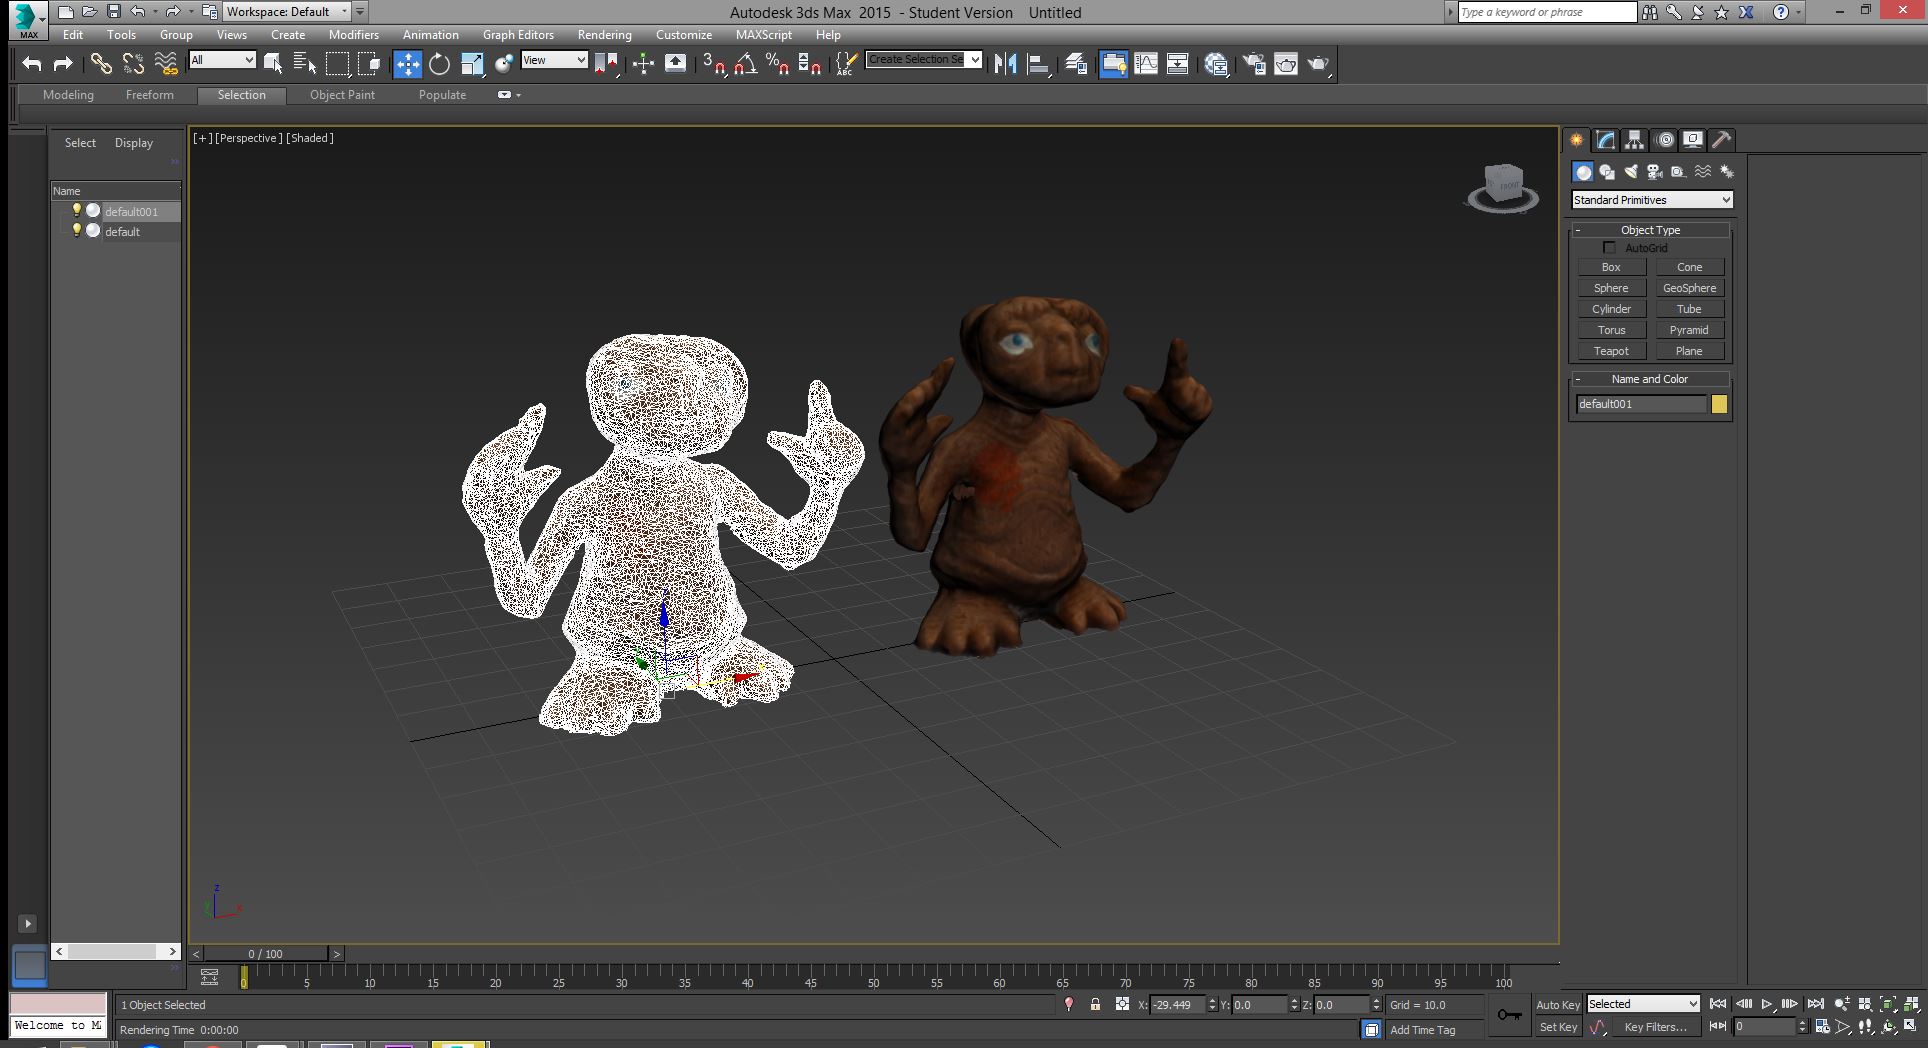 Workspace: Default
Autodesk 3ds Max 2015 - Student Version Untitled
Type a keyword or phrase
MAX
Edit Tools Group Views Create Modifiers Animation Graph Editors Rendering Customize MAXScript Help
All View Create Selection Se
Modeling Freeform Selection Object Paint Populate
Select Display
Name
default001
default
[+] [Perspective] [Shaded]
FRONT
Standard Primitives
- Object Type
AutoGrid
Box Cone
Sphere GeoSphere
Cylinder Tube
Torus Pyramid
Teapot Plane
- Name and Color
default001
z
y x
< 0 / 100 >
0 5 10 15 20 25 30 35 40 45 50 55 60 65 70 75 80 85 90 95 100
1 Object Selected X: -29.449 Y: 0.0 Z: 0.0 Grid = 10.0 Auto Key Selected
Welcome to M
Rendering Time 0:00:00 Add Time Tag Set Key Key Filters... 0